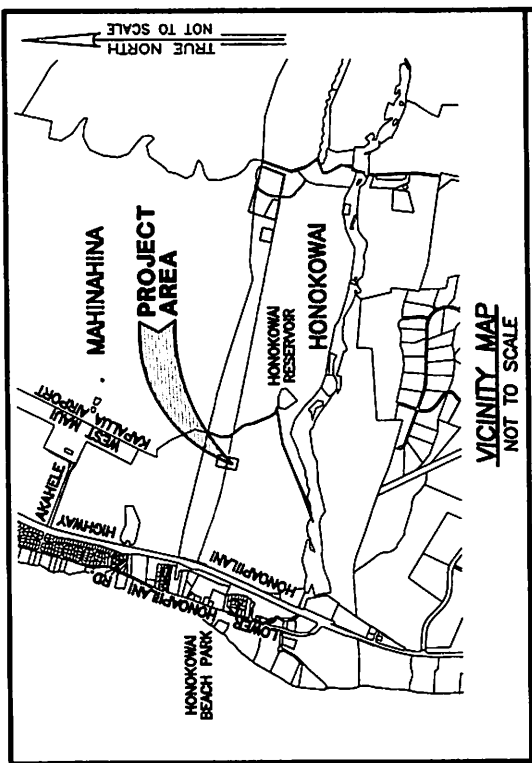 TRUE NORTH
NOT TO SCALE
MAHINAHINA
PROJECT
AREA
KAPALUA
WEST MAUI
AIRPORT
AKAHELE
HIGHWAY
HONOAPIILANI
LOWER HONOAPIILANI RD
HONOKOWAI
BEACH PARK
HONOKOWAI
RESERVOIR
HONOKOWAI
VICINITY MAP
NOT TO SCALE